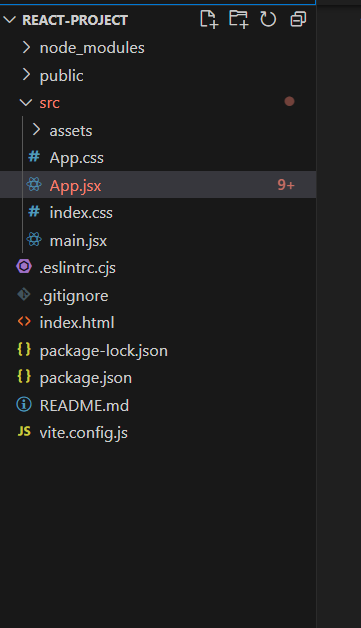 REACT-PROJECT
node_modules
public
src
assets
# App.css
App.jsx 9+
# index.css
main.jsx
.eslintrc.cjs
.gitignore
<> index.html
{} package-lock.json
{} package.json
README.md
JS vite.config.js